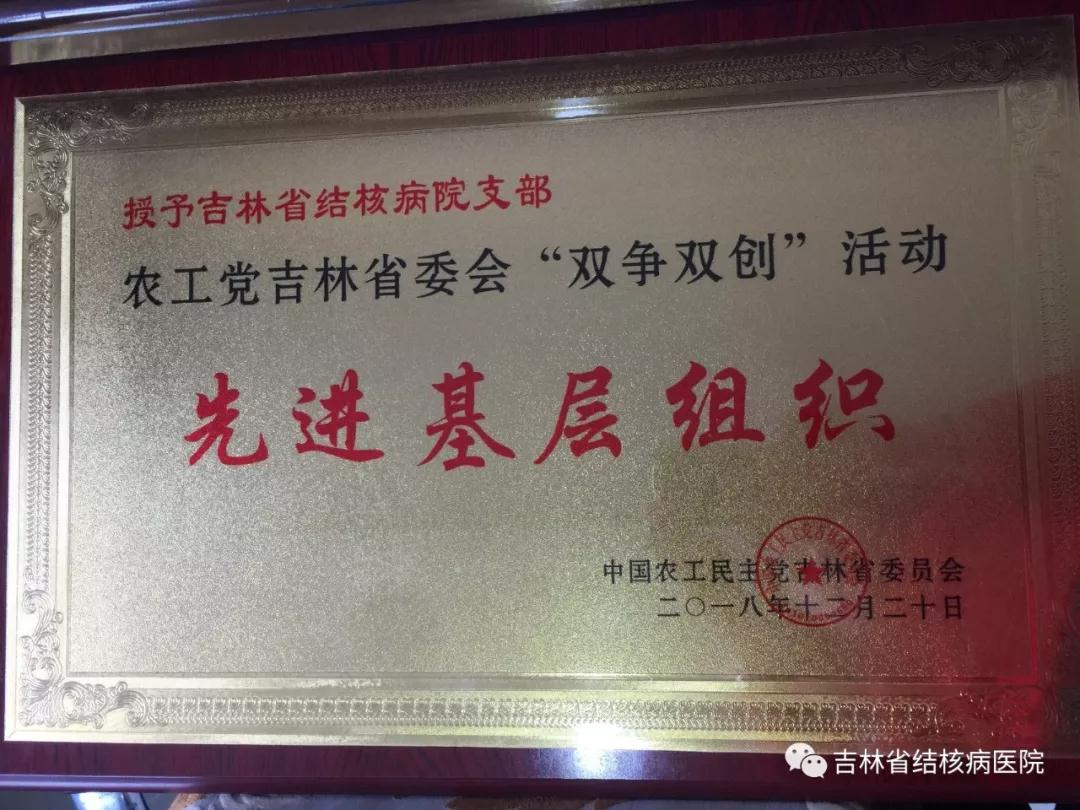 授予吉林省结核病院支部
农工党吉林省委会“双争双创”活动
先进基层组织
中国农工民主党吉林省委员会
二〇一八年十二月二十日
吉林省结核病医院